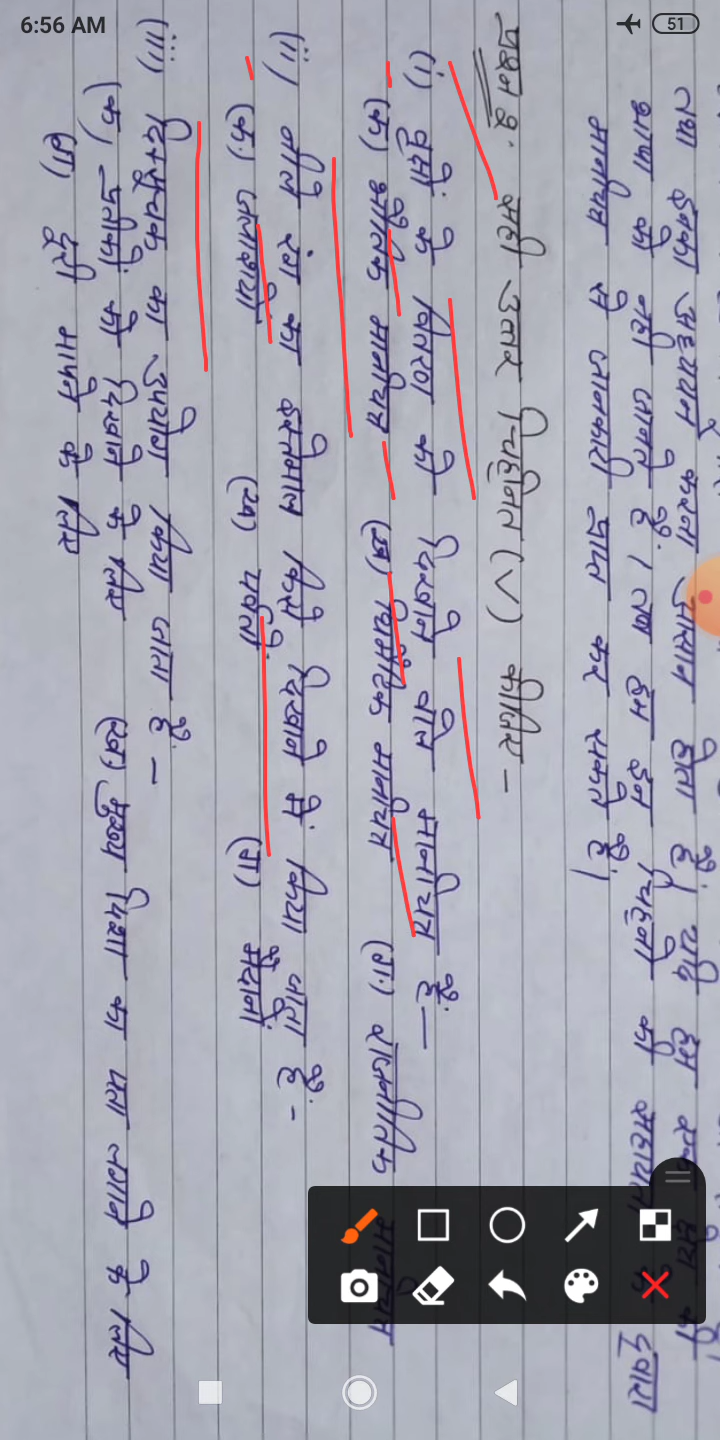 6:56 AM
51
तथा इनका अध्ययन करना आसान होता है। यदि हम एक क्षेत्र की
भाषा को नहीं जानते हैं। तब हम इन चिह्नों की सहायता के द्वारा
मानचित्र से जानकारी प्राप्त कर सकते हैं।
प्रश्न 2. सही उत्तर चिह्नित (✓) कीजिए –
(i) वृक्षों के वितरण को दिखाने वाले मानचित्र हैं –
(क) भौतिक मानचित्र (ख) थिमैटिक मानचित्र (ग) राजनीतिक मानचित्र
(ii) नीले रंग का इस्तेमाल किसे दिखाने में किया जाता है –
(क) जलाशयों (ख) पर्वतों (ग) मैदानों
(iii) दिक्सूचक का उपयोग किया जाता है –
(क) प्रतीकों को दिखाने के लिए (ख) मुख्य दिशा का पता लगाने के लिए
(ग) दूरी मापने के लिए